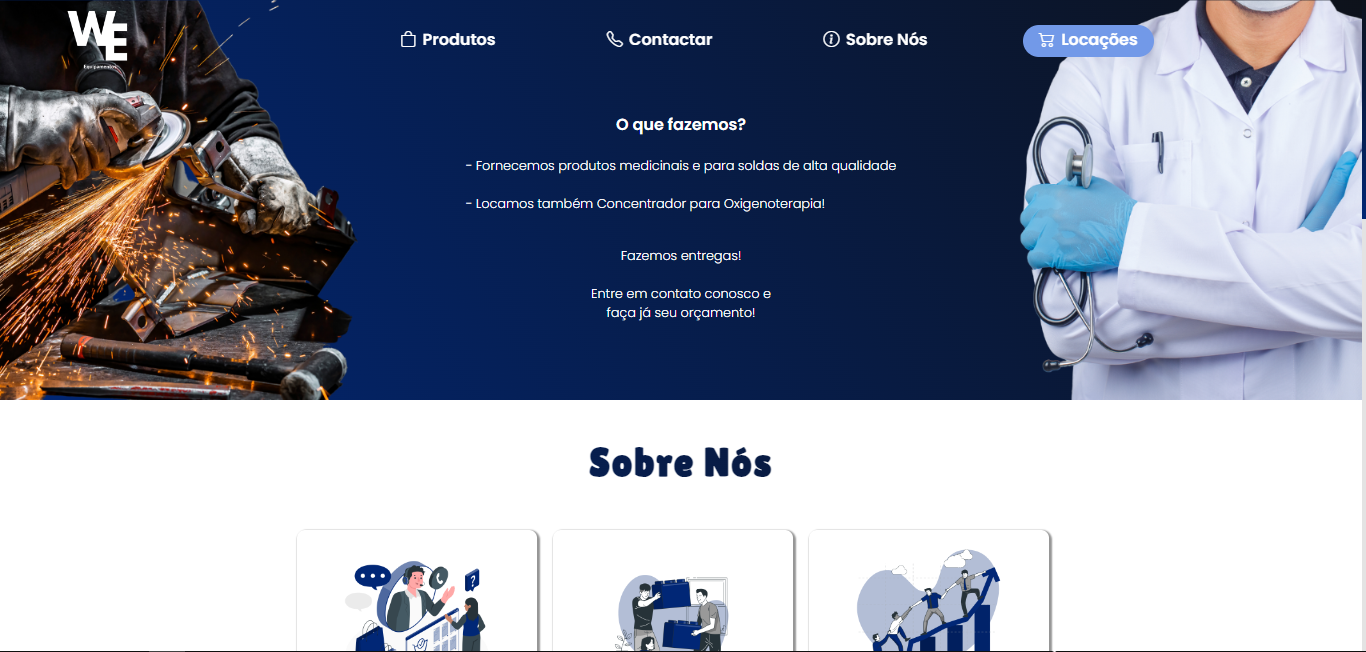 WE
Equipamentos
Produtos
Contactar
Sobre Nós
Locações
O que fazemos?
- Fornecemos produtos medicinais e para soldas de alta qualidade
- Locamos também Concentrador para Oxigenoterapia!
Fazemos entregas!
Entre em contato conosco e
faça já seu orçamento!
Sobre Nós
?